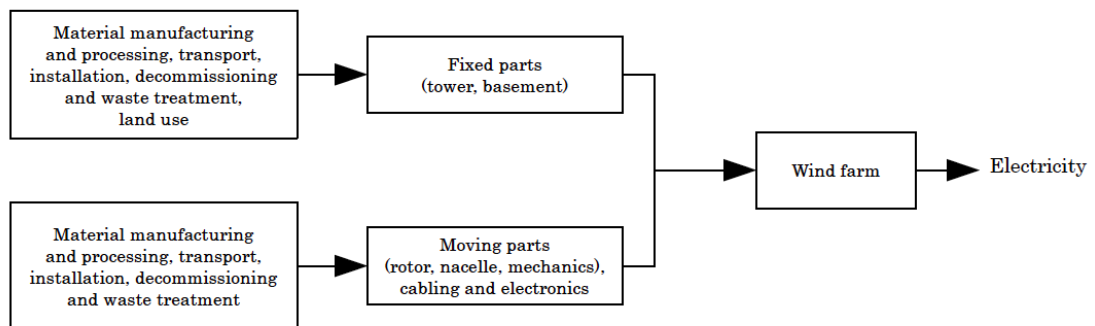 Material manufacturing
and processing, transport,
installation, decommissioning
and waste treatment,
land use
Fixed parts
(tower, basement)
Wind farm
Electricity
Material manufacturing
and processing, transport,
installation, decommissioning
and waste treatment
Moving parts
(rotor, nacelle, mechanics),
cabling and electronics